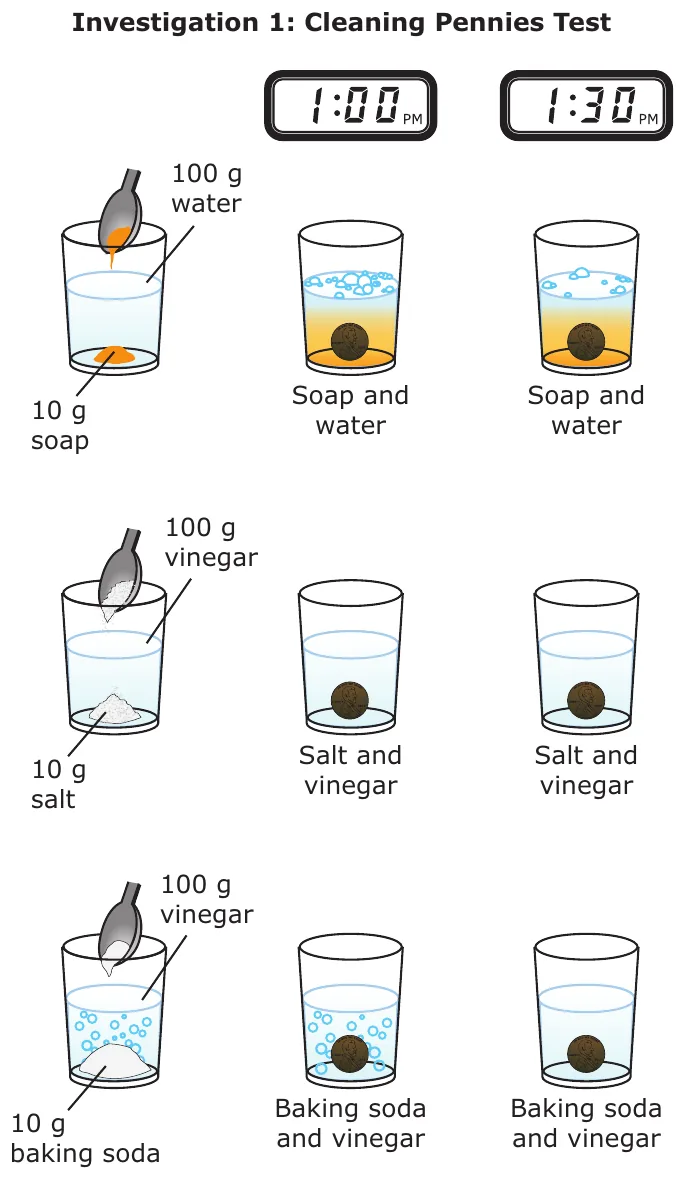 Investigation 1: Cleaning Pennies Test
1:00 PM
1:30 PM
100 g
water
10 g
soap
Soap and
water
Soap and
water
100 g
vinegar
10 g
salt
Salt and
vinegar
Salt and
vinegar
100 g
vinegar
10 g
baking soda
Baking soda
and vinegar
Baking soda
and vinegar